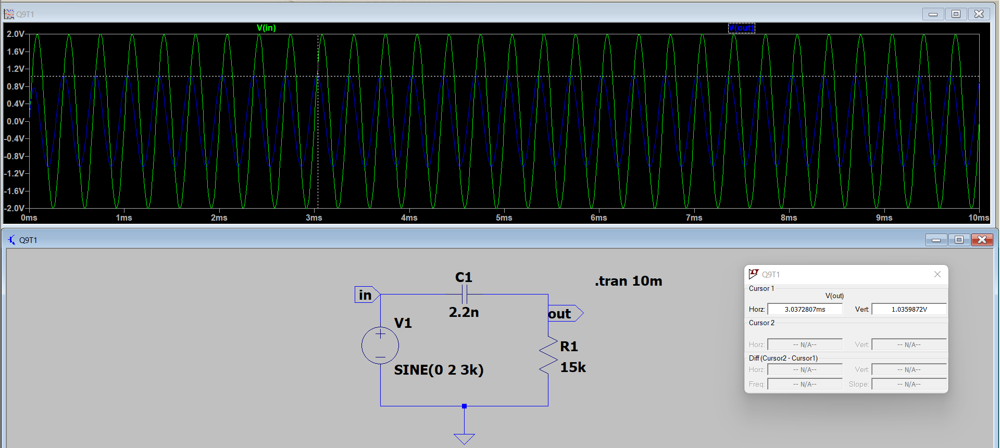 Q9T1
V(in) V(out)
2.0V
1.6V
1.2V
0.8V
0.4V
0.0V
-0.4V
-0.8V
-1.2V
-1.6V
-2.0V
0ms 1ms 2ms 3ms 4ms 5ms 6ms 7ms 8ms 9ms 10ms
Q9T1
C1
.tran 10m
in
2.2n
out
V1
R1
SINE(0 2 3k)
15k
Q9T1
Cursor 1
V(out)
Horz: 3.0372807ms Vert: 1.0359872V
Cursor 2
Horz: -- N/A-- Vert: -- N/A--
Diff (Cursor2 - Cursor1)
Horz: -- N/A-- Vert: -- N/A--
Freq: -- N/A-- Slope: -- N/A--